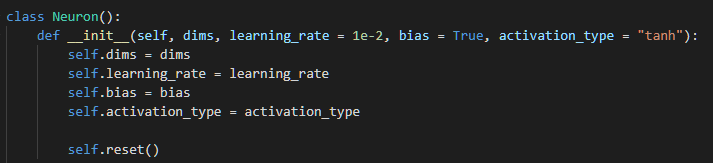 class Neuron():
    def __init__(self, dims, learning_rate = 1e-2, bias = True, activation_type = "tanh"):
        self.dims = dims
        self.learning_rate = learning_rate
        self.bias = bias
        self.activation_type = activation_type

        self.reset()